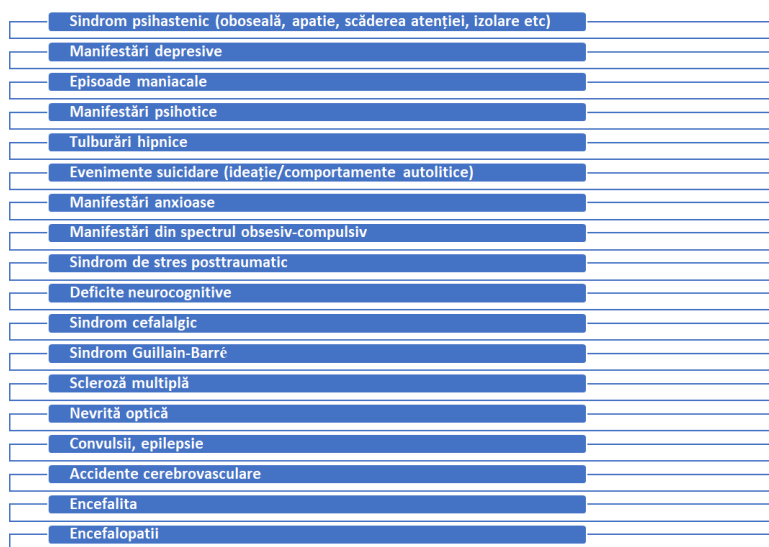 Sindrom psihastenic (oboseală, apatie, scăderea atenției, izolare etc)
Manifestări depresive
Episoade maniacale
Manifestări psihotice
Tulburări hipnice
Evenimente suicidare (ideație/comportamente autolitice)
Manifestări anxioase
Manifestări din spectrul obsesiv-compulsiv
Sindrom de stres posttraumatic
Deficite neurocognitive
Sindrom cefalalgic
Sindrom Guillain-Barré
Scleroză multiplă
Nevrită optică
Convulsii, epilepsie
Accidente cerebrovasculare
Encefalita
Encefalopatii